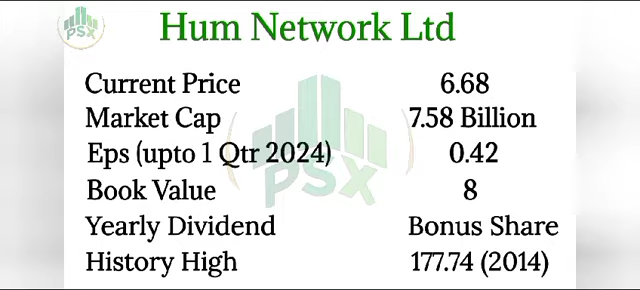 PSX
Hum Network Ltd
Current Price 6.68
Market Cap 7.58 Billion
Eps (upto 1 Qtr 2024) 0.42
Book Value 8
Yearly Dividend Bonus Share
History High 177.74 (2014)
PSX